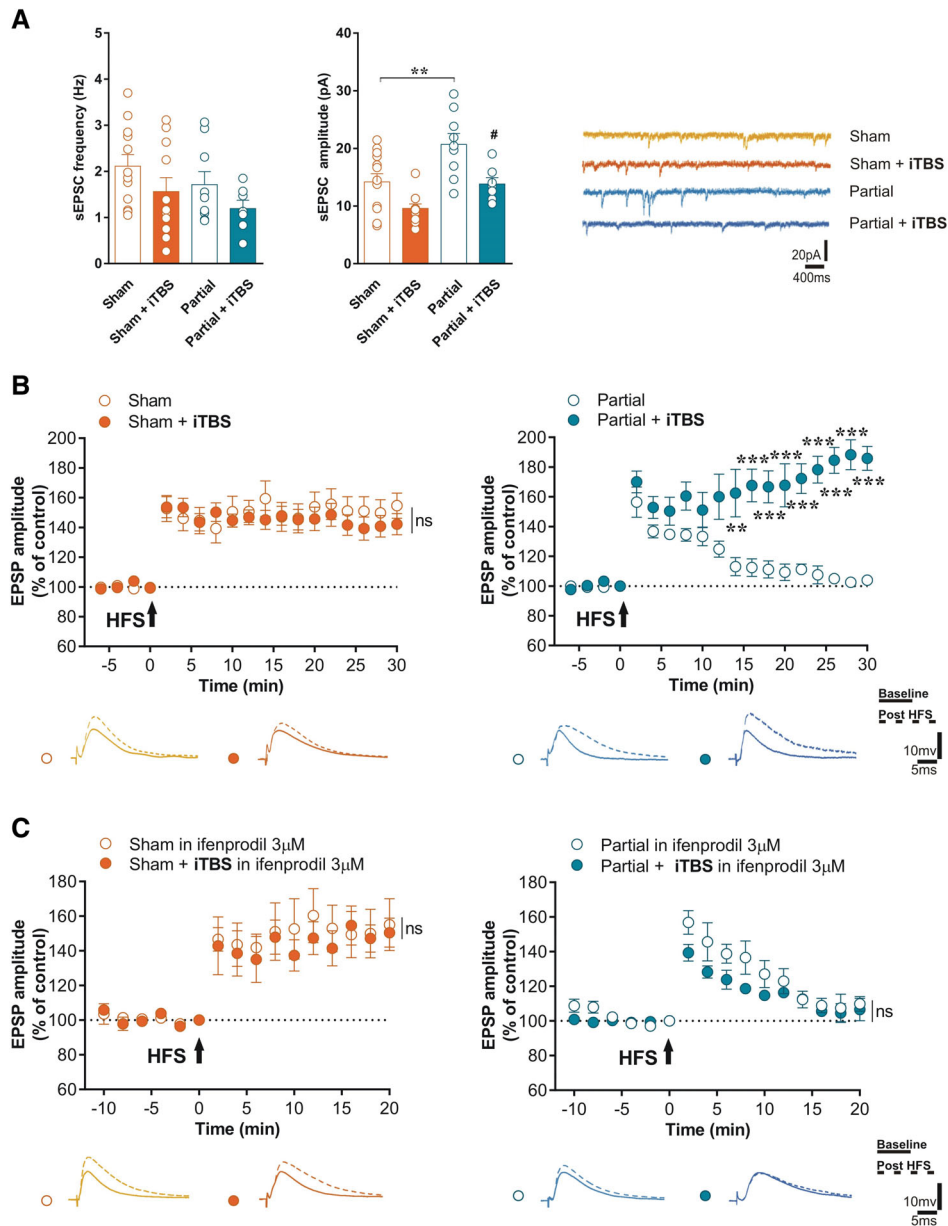 A
sEPSC frequency (Hz)
5
4
3
2
1
0
Sham
Sham + iTBS
Partial
Partial + iTBS
sEPSC amplitude (pA)
40
30
20
10
0
**
#
Sham
Sham + iTBS
Partial
Partial + iTBS
Sham
Sham + iTBS
Partial
Partial + iTBS
20pA
400ms
B
Sham
Sham + iTBS
EPSP amplitude
(% of control)
200
180
160
140
120
100
80
60
ns
HFS
-5 0 5 10 15 20 25 30
Time (min)
Partial
Partial + iTBS
EPSP amplitude
(% of control)
200
180
160
140
120
100
80
60
*** *** *** ***
** *** *** *** ***
HFS
-5 0 5 10 15 20 25 30
Time (min)
Baseline
Post HFS
10mv
5ms
C
Sham in ifenprodil 3μM
Sham + iTBS in ifenprodil 3μM
EPSP amplitude
(% of control)
180
160
140
120
100
80
60
ns
HFS
-10 -5 0 5 10 15 20
Time (min)
Partial in ifenprodil 3μM
Partial + iTBS in ifenprodil 3μM
EPSP amplitude
(% of control)
180
160
140
120
100
80
60
ns
HFS
-10 -5 0 5 10 15 20
Time (min)
Baseline
Post HFS
10mv
5ms